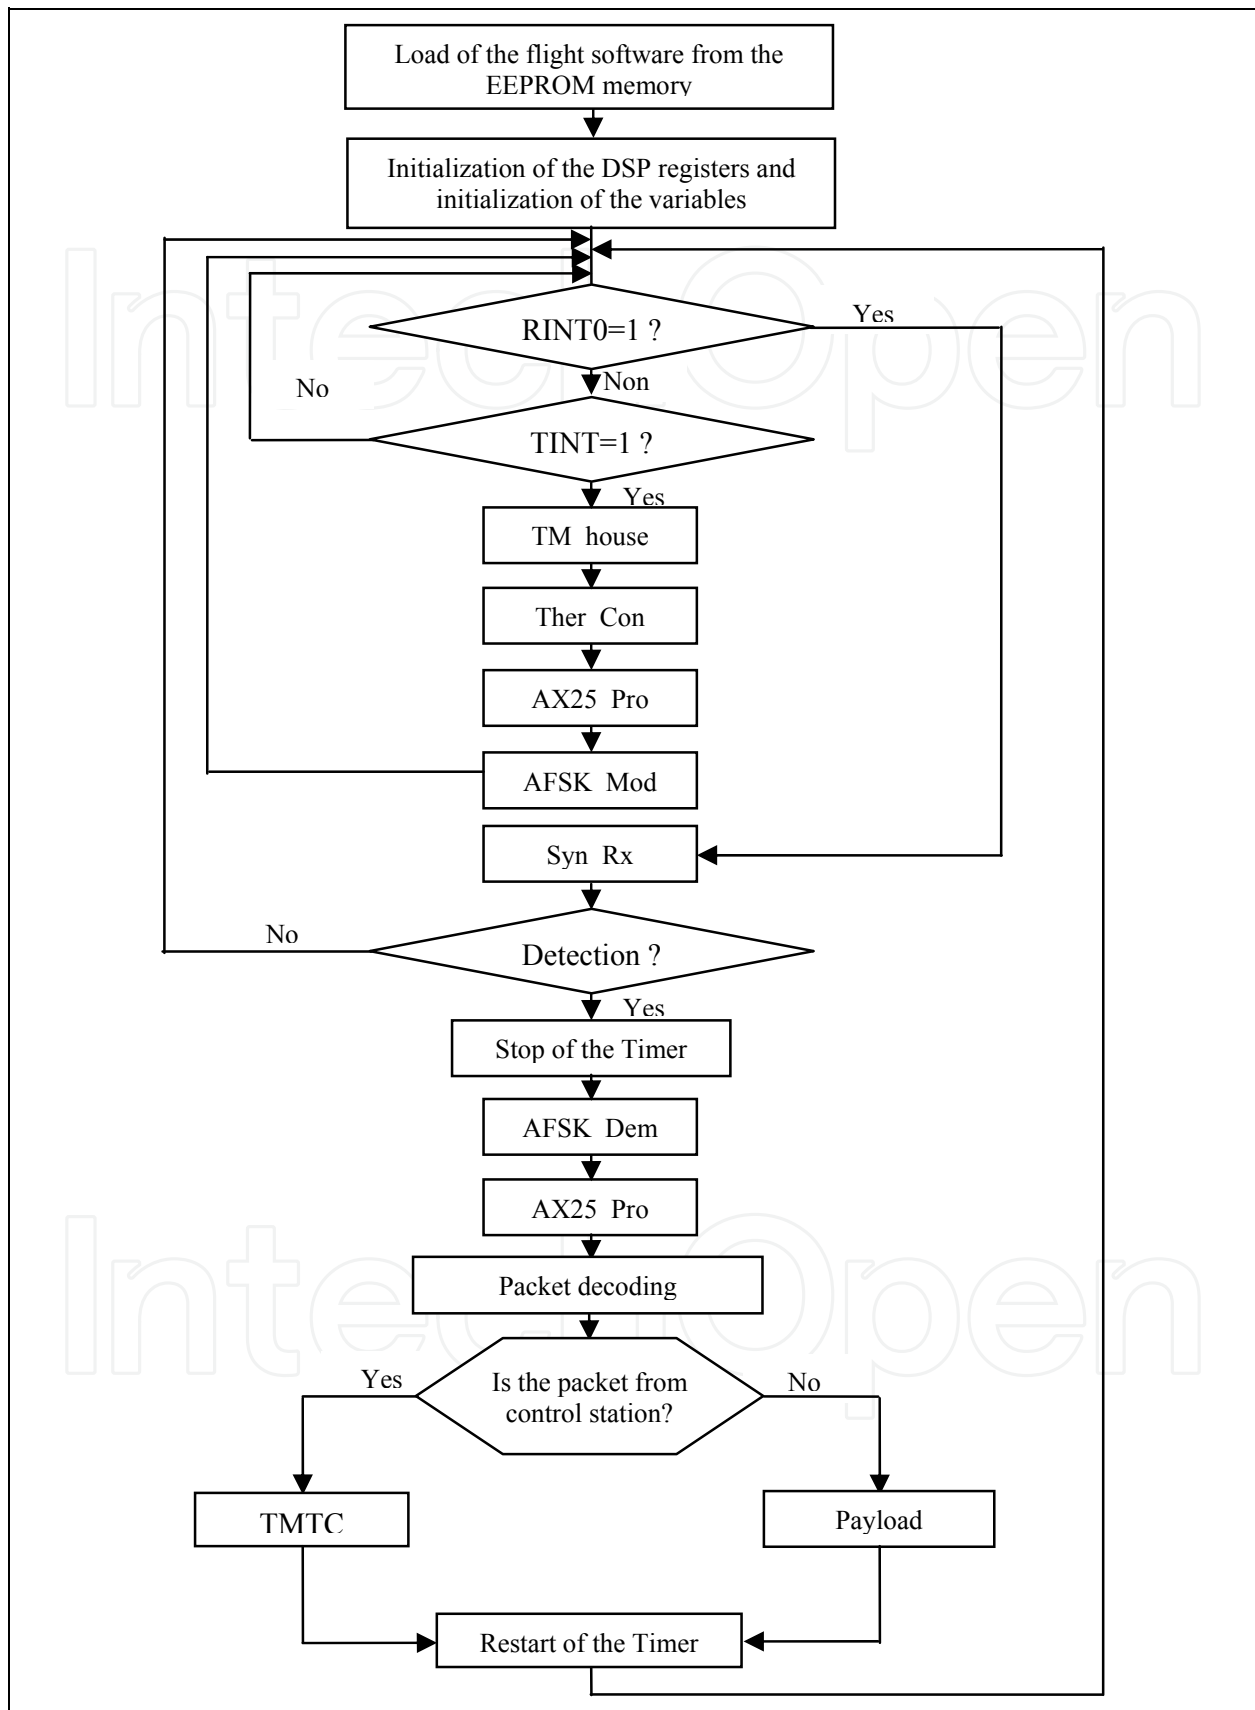 Load of the flight software from the
EEPROM memory
Initialization of the DSP registers and
initialization of the variables
RINT0=1 ?
Yes
Non
No
TINT=1 ?
Yes
TM house
Ther Con
AX25 Pro
AFSK Mod
Syn Rx
No
Detection ?
Yes
Stop of the Timer
AFSK Dem
AX25 Pro
Packet decoding
Yes
Is the packet from
control station?
No
TMTC
Payload
Restart of the Timer
IntechOpen
IntechOpen